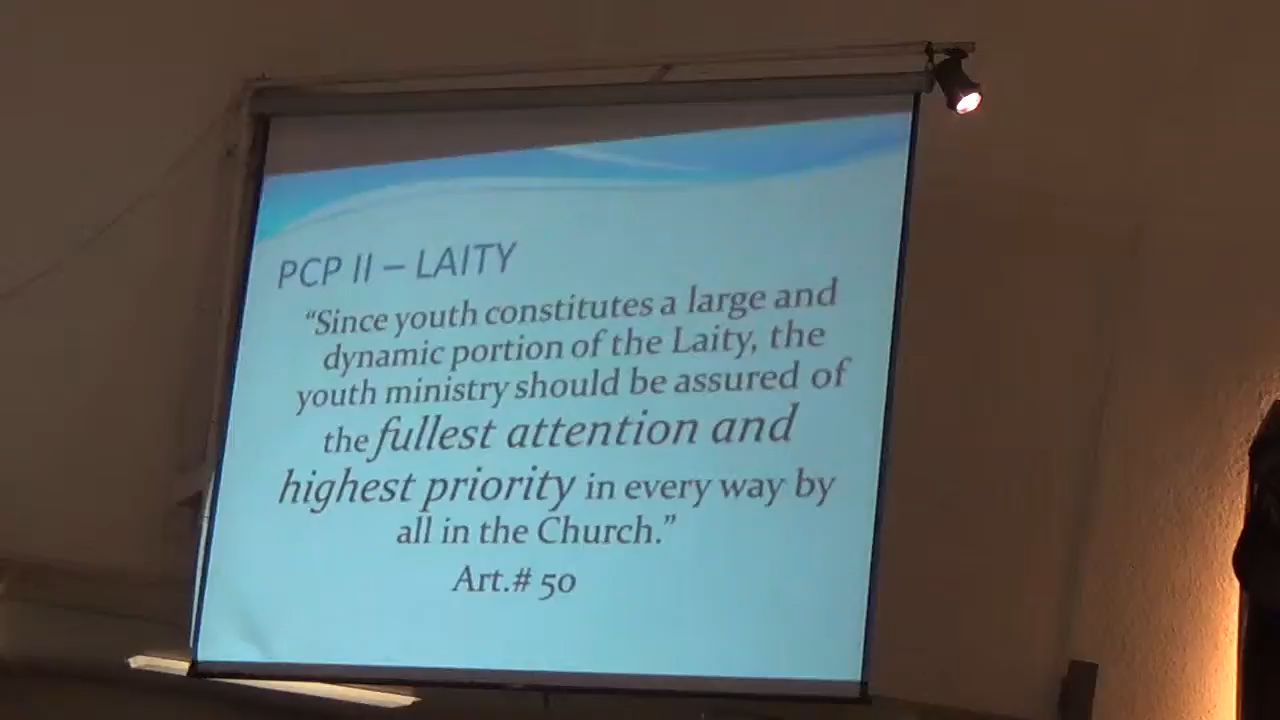 PCP II – LAITY
“Since youth constitutes a large and
dynamic portion of the Laity, the
youth ministry should be assured of
the fullest attention and
highest priority in every way by
all in the Church.”
Art.# 50